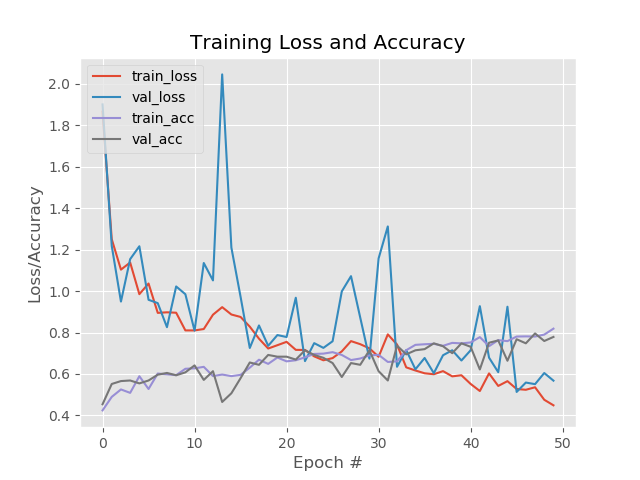 Training Loss and Accuracy
train_loss
val_loss
train_acc
val_acc
Loss/Accuracy
2.0
1.8
1.6
1.4
1.2
1.0
0.8
0.6
0.4
0 10 20 30 40 50
Epoch #